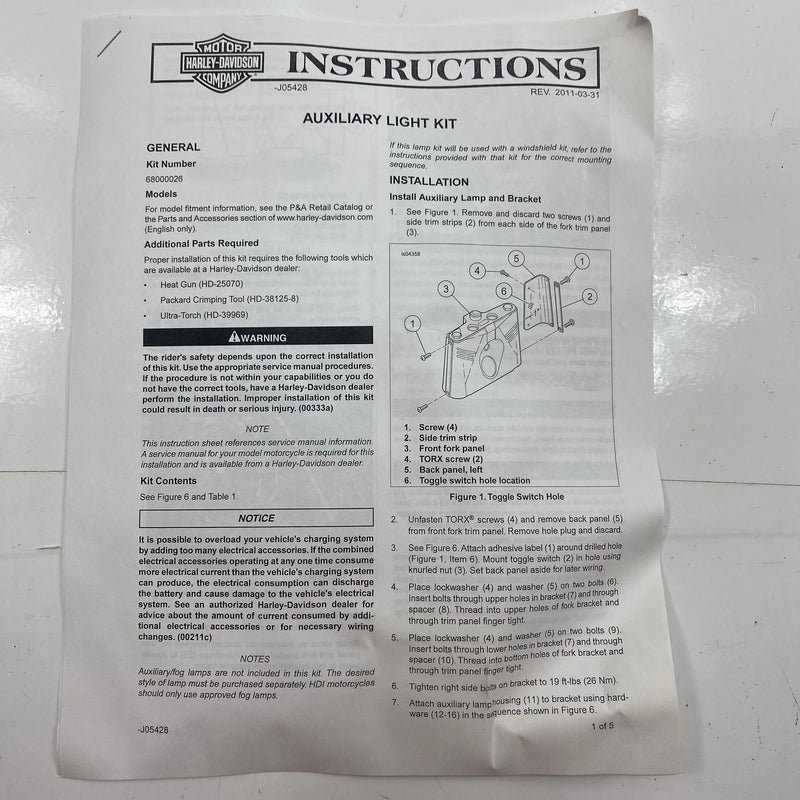 MOTOR
HARLEY-DAVIDSON
COMPANY
INSTRUCTIONS
-J05428
REV. 2011-03-31
AUXILIARY LIGHT KIT
GENERAL
Kit Number
68000026
Models
For model fitment information, see the P&A Retail Catalog or
the Parts and Accessories section of www.harley-davidson.com
(English only).
Additional Parts Required
Proper installation of this kit requires the following tools which
are available at a Harley-Davidson dealer:
• Heat Gun (HD-25070)
• Packard Crimping Tool (HD-38125-8)
• Ultra-Torch (HD-39969)
WARNING
The rider's safety depends upon the correct installation
of this kit. Use the appropriate service manual procedures.
If the procedure is not within your capabilities or you do
not have the correct tools, have a Harley-Davidson dealer
perform the installation. Improper installation of this kit
could result in death or serious injury. (00333a)
NOTE
This instruction sheet references service manual information.
A service manual for your model motorcycle is required for this
installation and is available from a Harley-Davidson dealer.
Kit Contents
See Figure 6 and Table 1.
NOTICE
It is possible to overload your vehicle's charging system
by adding too many electrical accessories. If the combined
electrical accessories operating at any one time consume
more electrical current than the vehicle's charging system
can produce, the electrical consumption can discharge
the battery and cause damage to the vehicle's electrical
system. See an authorized Harley-Davidson dealer for
advice about the amount of current consumed by addi-
tional electrical accessories or for necessary wiring
changes. (00211c)
NOTES
Auxiliary/fog lamps are not included in this kit. The desired
style of lamp must be purchased separately. HDI motorcycles
should only use approved fog lamps.
-J05428
If this lamp kit will be used with a windshield kit, refer to the
instructions provided with that kit for the correct mounting
sequence.
INSTALLATION
Install Auxiliary Lamp and Bracket
1. See Figure 1. Remove and discard two screws (1) and
side trim strips (2) from each side of the fork trim panel
(3).
is04358
5
1
4
6
2
3
1
1. Screw (4)
2. Side trim strip
3. Front fork panel
4. TORX screw (2)
5. Back panel, left
6. Toggle switch hole location
Figure 1. Toggle Switch Hole
2. Unfasten TORX® screws (4) and remove back panel (5)
from front fork trim panel. Remove hole plug and discard.
3. See Figure 6. Attach adhesive label (1) around drilled hole
(Figure 1, Item 6). Mount toggle switch (2) in hole using
knurled nut (3). Set back panel aside for later wiring.
4. Place lockwasher (4) and washer (5) on two bolts (6).
Insert bolts through upper holes in bracket (7) and through
spacer (8). Thread into upper holes of fork bracket and
through trim panel finger tight.
5. Place lockwasher (4) and washer (5) on two bolts (9).
Insert bolts through lower holes in bracket (7) and through
spacer (10). Thread into bottom holes of fork bracket and
through trim panel finger tight.
6. Tighten right side bolts on bracket to 19 ft-lbs (26 Nm).
7. Attach auxiliary lamp housing (11) to bracket using hard-
ware (12-16) in the sequence shown in Figure 6.
1 of 5